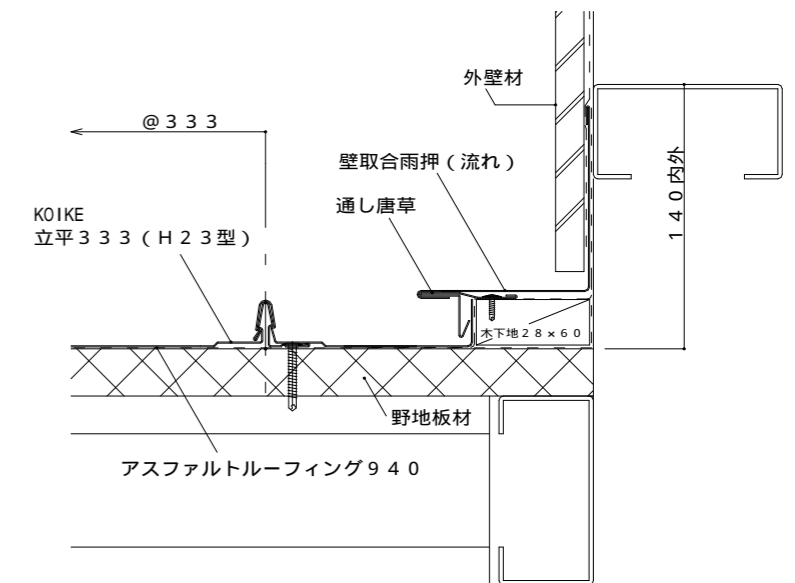 外壁材
@333
壁取合雨押(流れ)
140内外
通し唐草
KOIKE
立平333(H23型)
木下地28×60
野地板材
アスファルトルーフィング940